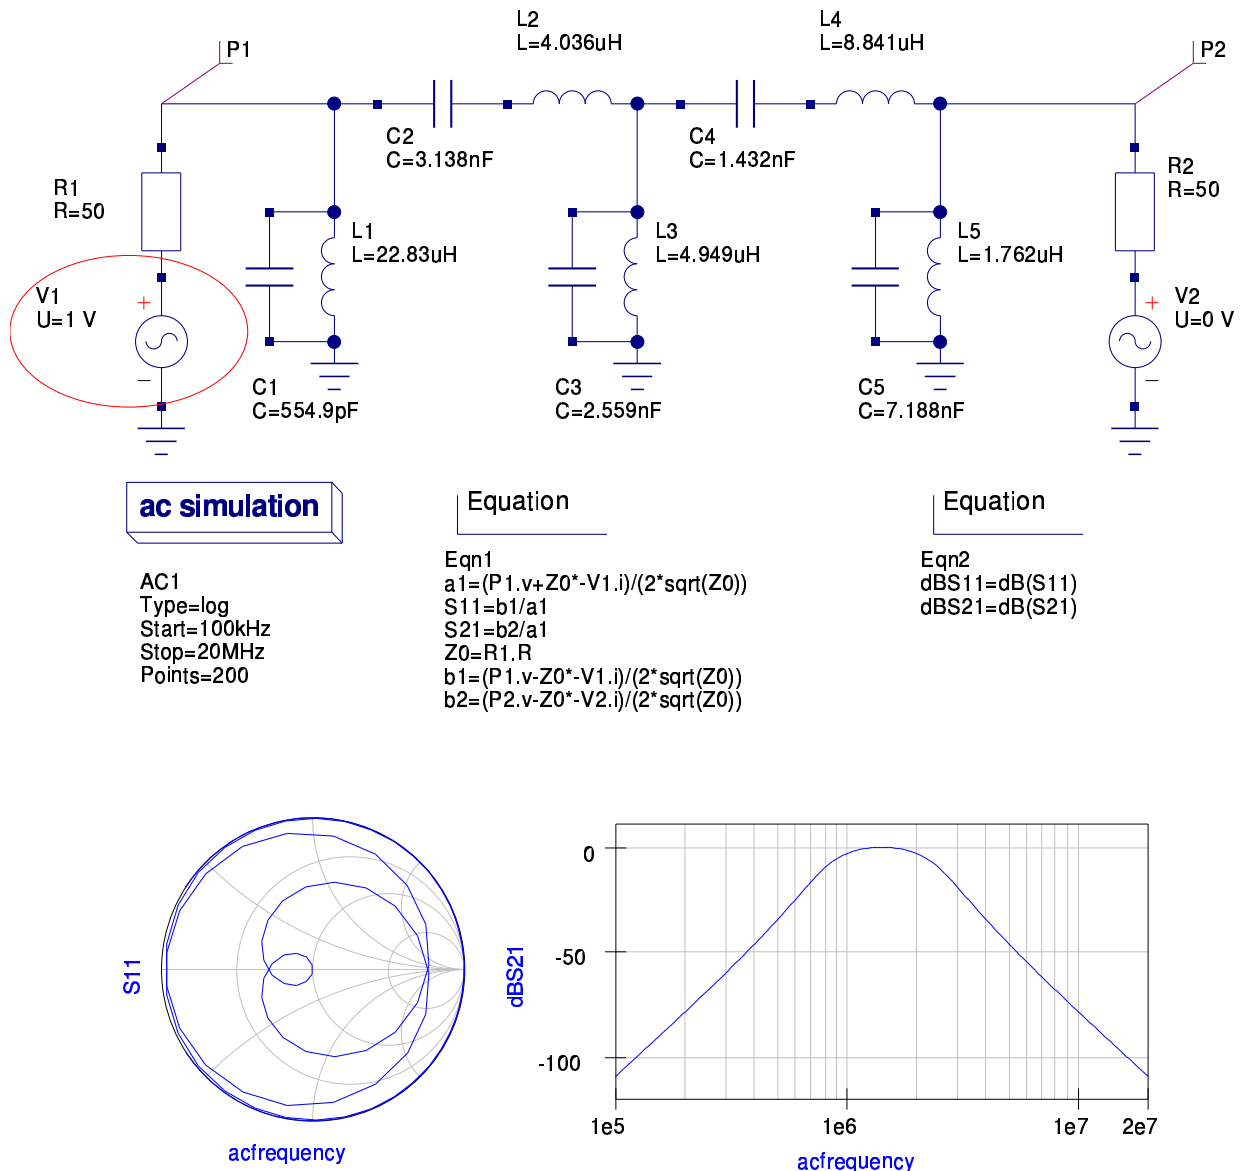 L2
L=4.036uH
L4
L=8.841uH
P1
P2
C2
C=3.138nF
C4
C=1.432nF
R1
R=50
R2
R=50
L1
L=22.83uH
L3
L=4.949uH
L5
L=1.762uH
V1
U=1 V
+
−
V2
U=0 V
+
−
C1
C=554.9pF
C3
C=2.559nF
C5
C=7.188nF
ac simulation
AC1
Type=log
Start=100kHz
Stop=20MHz
Points=200
Equation
Eqn1
a1=(P1.v+Z0*-V1.i)/(2*sqrt(Z0))
S11=b1/a1
S21=b2/a1
Z0=R1.R
b1=(P1.v-Z0*-V1.i)/(2*sqrt(Z0))
b2=(P2.v-Z0*-V2.i)/(2*sqrt(Z0))
Equation
Eqn2
dBS11=dB(S11)
dBS21=dB(S21)
S11
acfrequency
dBS21
0
-50
-100
1e5
1e6
1e7
2e7
acfrequency